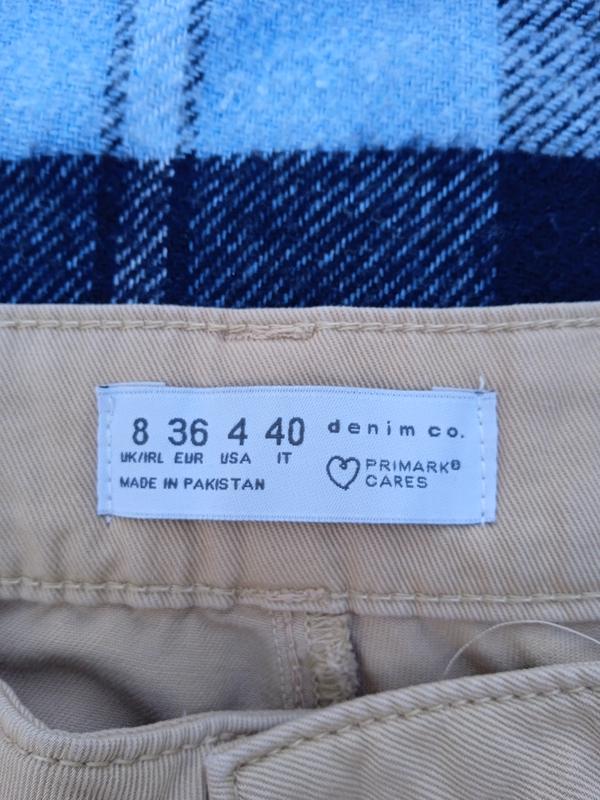 8 36 4 40 denim co.
UK/IRL EUR USA IT
PRIMARK®
MADE IN PAKISTAN
CARES